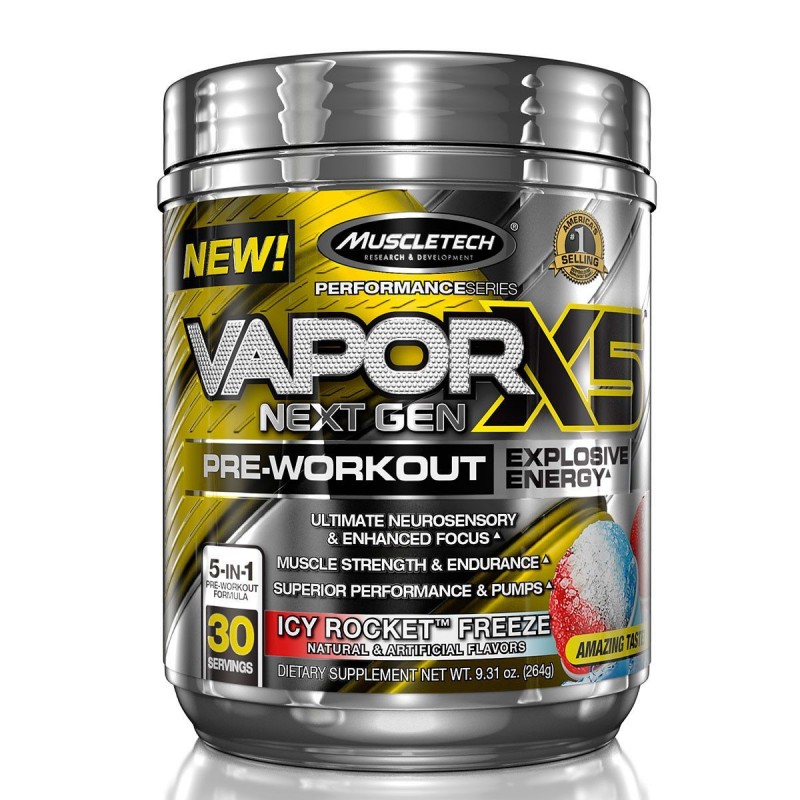 NEW!
MUSCLETECH®
RESEARCH & DEVELOPMENT
AMERICA'S
#1
SELLING
PERFORMANCESERIES
VAPOR X5
NEXT GEN
PRE-WORKOUT
EXPLOSIVE
ENERGY▲
ULTIMATE NEUROSENSORY
& ENHANCED FOCUS▲
MUSCLE STRENGTH & ENDURANCE▲
SUPERIOR PERFORMANCE & PUMPS▲
5-IN-1
PRE-WORKOUT
FORMULA
30
SERVINGS
ICY ROCKET™ FREEZE
NATURAL & ARTIFICIAL FLAVORS
AMAZING
DIETARY SUPPLEMENT NET WT. 9.31 oz. (264g)